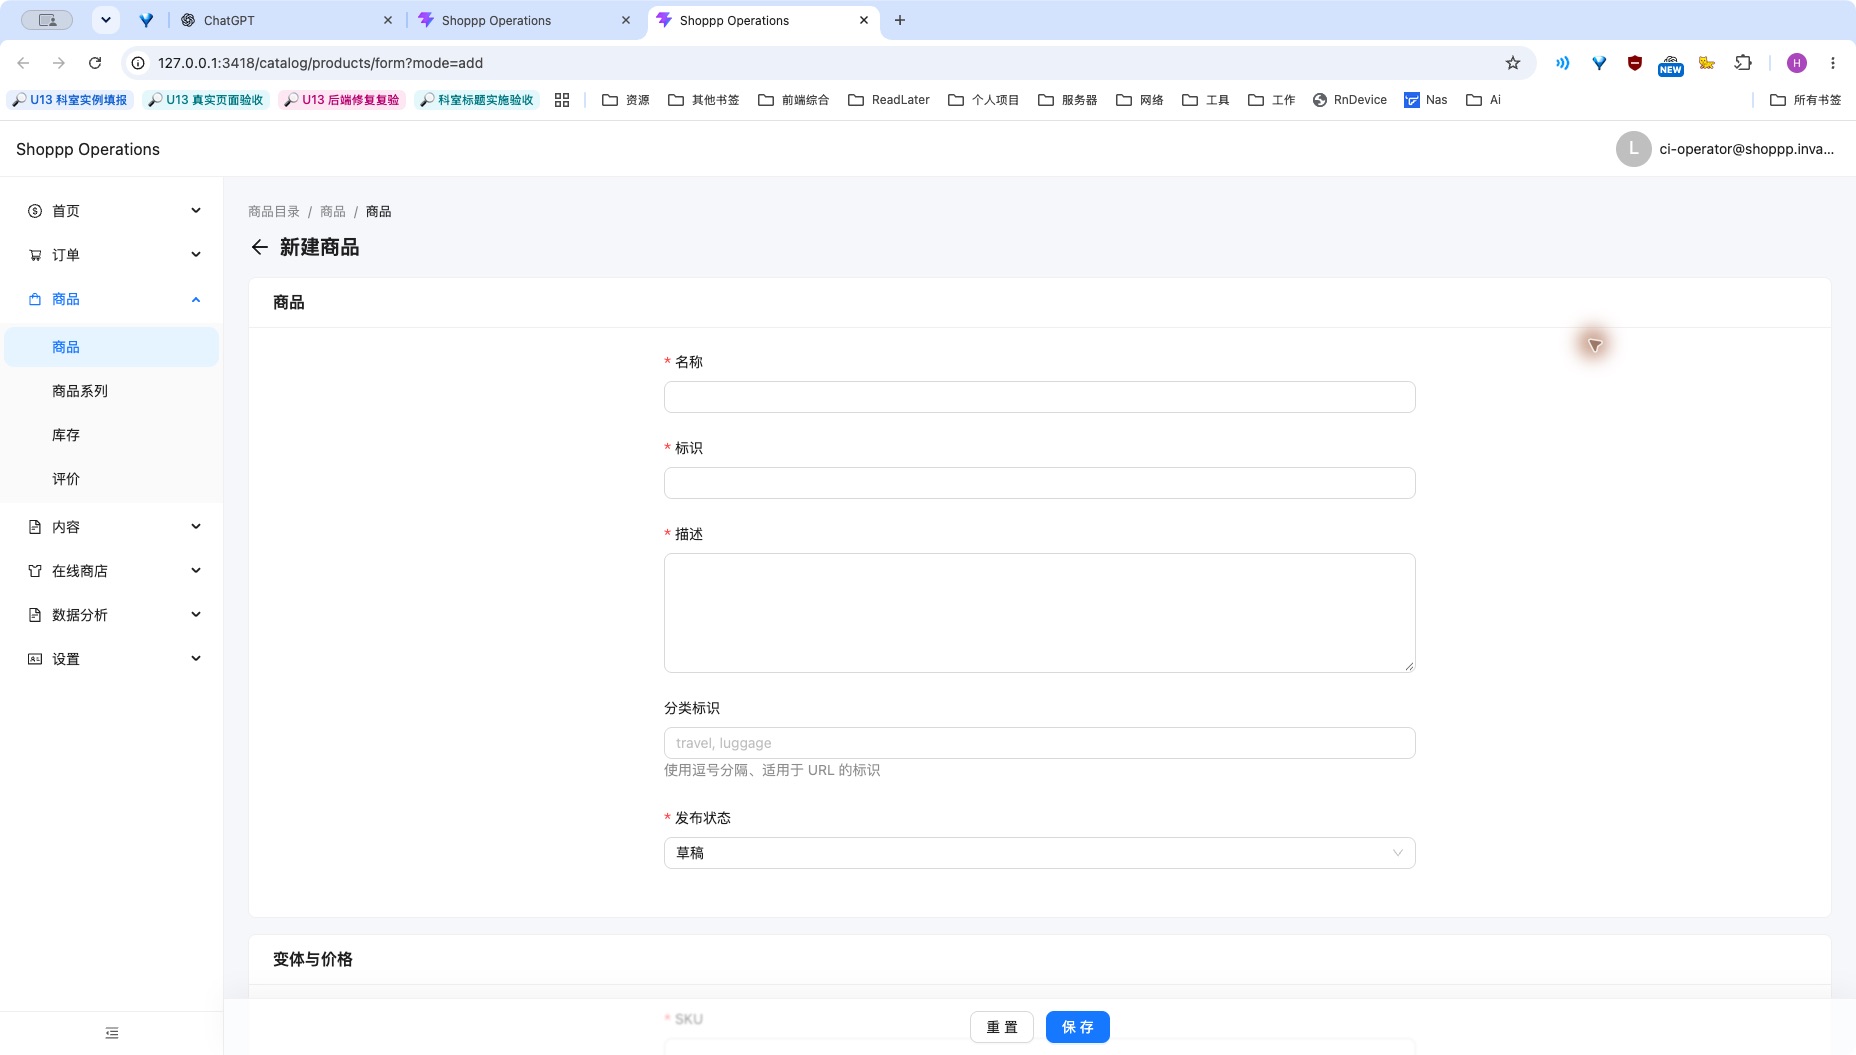 ChatGPT
Shoppp Operations
Shoppp Operations
127.0.0.1:3418/catalog/products/form?mode=add
NEW
H
U13 科室实例填报
U13 真实页面验收
U13 后端修复复验
科室标题实施验收
资源
其他书签
前端综合
ReadLater
个人项目
服务器
网络
工具
工作
RnDevice
Nas
Ai
所有书签
Shoppp Operations
L
ci-operator@shoppp.inva...
首页
订单
商品
商品
商品系列
库存
评价
内容
在线商店
数据分析
设置
商品目录 / 商品 / 商品
新建商品
商品
* 名称
* 标识
* 描述
分类标识
travel, luggage
使用逗号分隔、适用于 URL 的标识
* 发布状态
草稿
变体与价格
* SKU
重 置
保 存